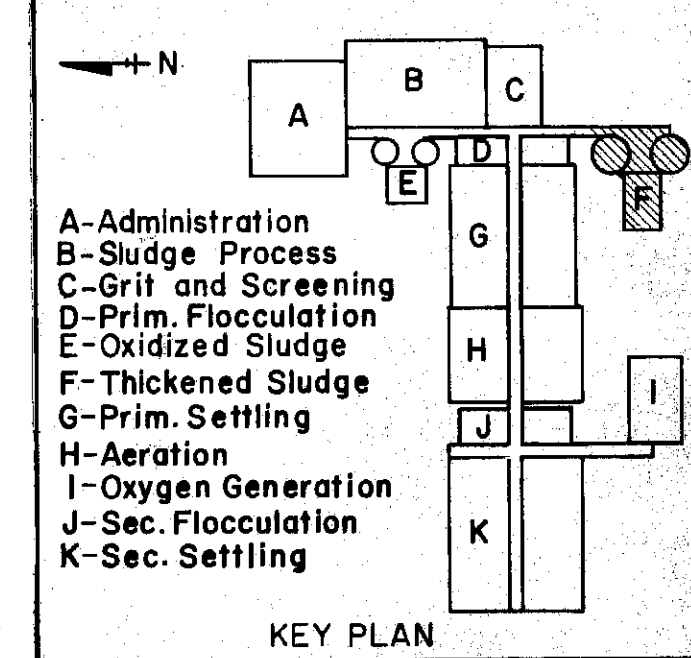 N
A
B
C
D
E
F
G
H
I
J
K
A-Administration
B-Sludge Process
C-Grit and Screening
D-Prim. Flocculation
E-Oxidized Sludge
F-Thickened Sludge
G-Prim. Settling
H-Aeration
I-Oxygen Generation
J-Sec. Flocculation
K-Sec. Settling
KEY PLAN